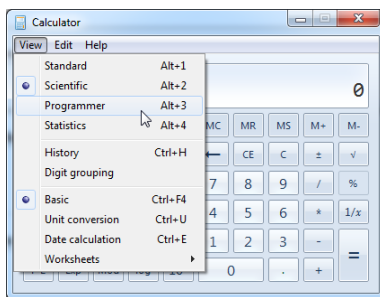 Calculator
View Edit Help
Standard Alt+1
Scientific Alt+2
Programmer Alt+3
Statistics Alt+4
History Ctrl+H
Digit grouping
Basic Ctrl+F4
Unit conversion Ctrl+U
Date calculation Ctrl+E
Worksheets
0
MC MR MS M+ M-
← CE C ± √
7 8 9 / %
4 5 6 * 1/x
1 2 3 - =
0 . +